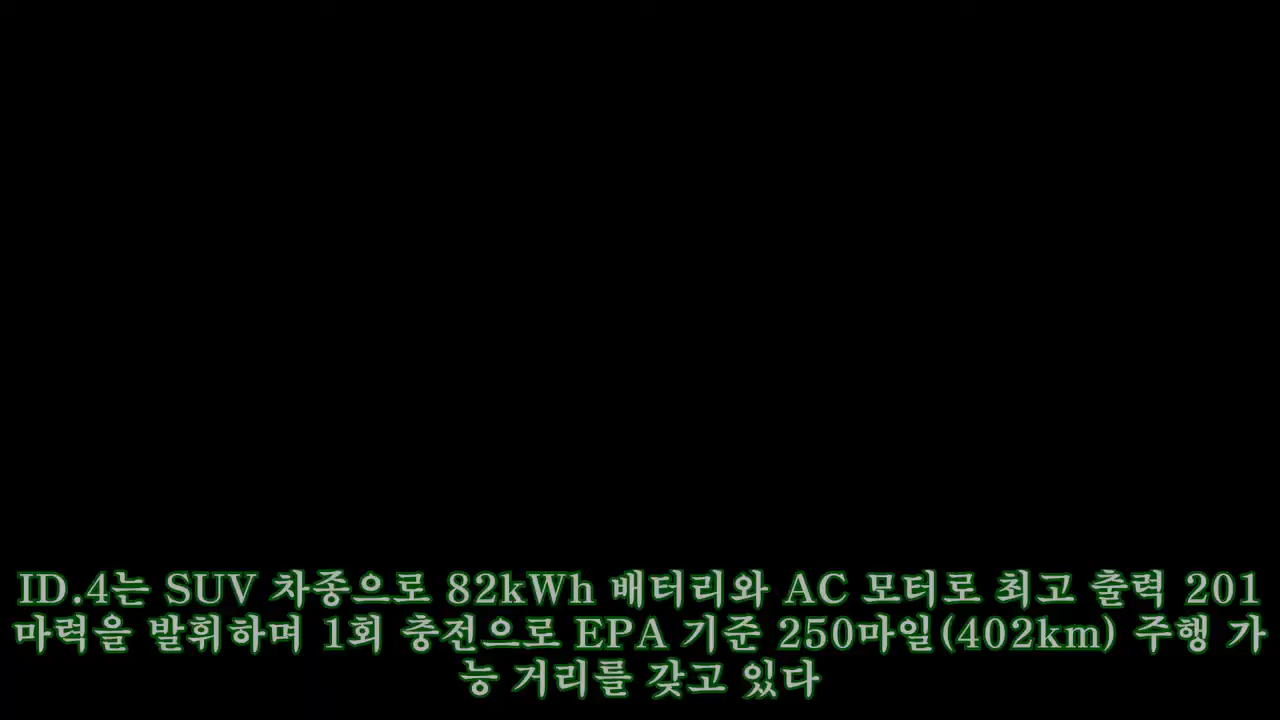 ID.4는 SUV 차종으로 82kWh 배터리와 AC 모터로 최고 출력 201
마력을 발휘하며 1회 충전으로 EPA 기준 250마일(402km) 주행 가
능 거리를 갖고 있다